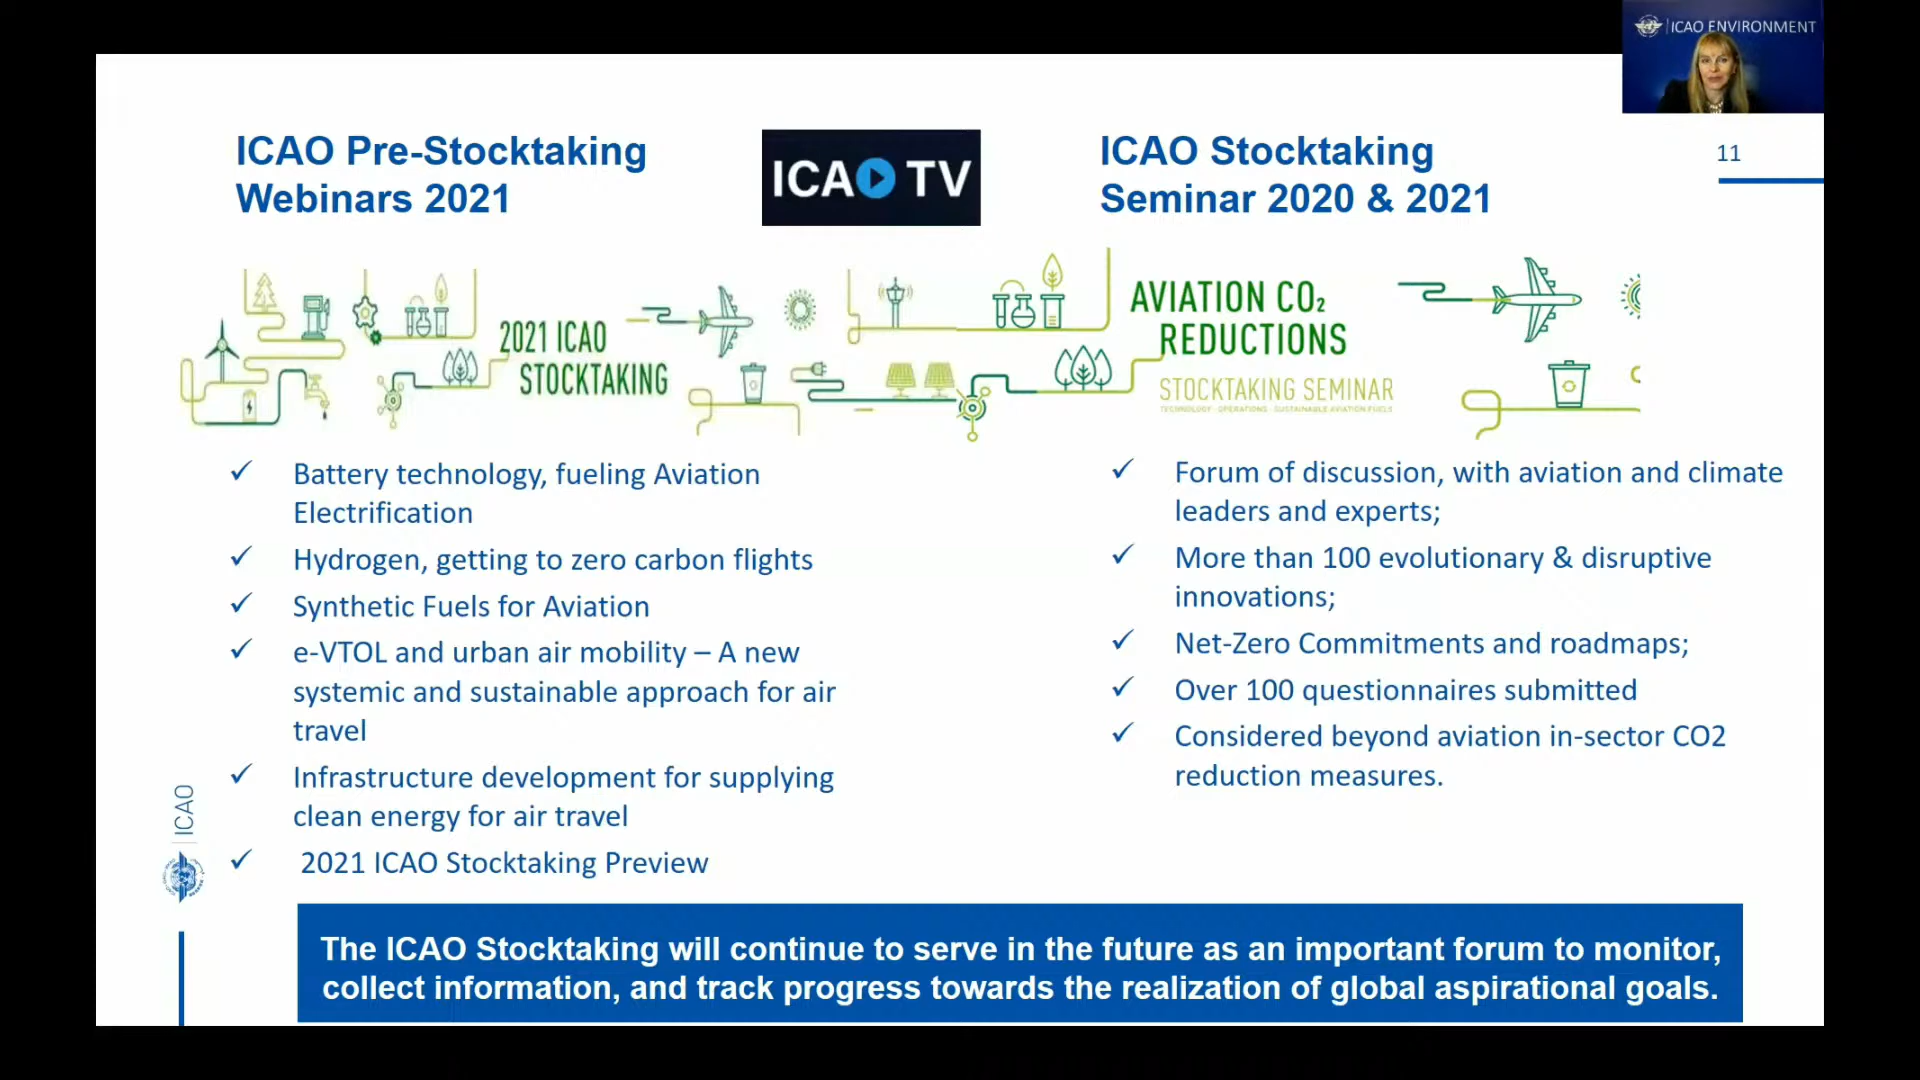 ICAO ENVIRONMENT
ICAO Pre-Stocktaking
Webinars 2021
ICAO TV
ICAO Stocktaking
Seminar 2020 & 2021
11
2021 ICAO
STOCKTAKING
AVIATION CO₂
REDUCTIONS
STOCKTAKING SEMINAR
TECHNOLOGY · OPERATIONS · SUSTAINABLE AVIATION FUELS
✓ Battery technology, fueling Aviation
Electrification
✓ Hydrogen, getting to zero carbon flights
✓ Synthetic Fuels for Aviation
✓ e-VTOL and urban air mobility – A new
systemic and sustainable approach for air
travel
✓ Infrastructure development for supplying
clean energy for air travel
✓ 2021 ICAO Stocktaking Preview
✓ Forum of discussion, with aviation and climate
leaders and experts;
✓ More than 100 evolutionary & disruptive
innovations;
✓ Net-Zero Commitments and roadmaps;
✓ Over 100 questionnaires submitted
✓ Considered beyond aviation in-sector CO2
reduction measures.
ICAO
The ICAO Stocktaking will continue to serve in the future as an important forum to monitor,
collect information, and track progress towards the realization of global aspirational goals.